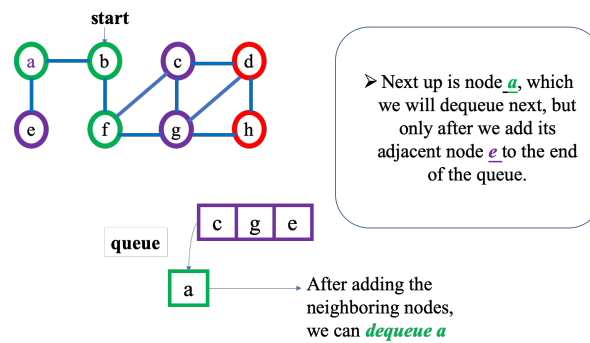 start
a b c d
e f g h
➢ Next up is node a, which
we will dequeue next, but
only after we add its
adjacent node e to the end
of the queue.
queue
c g e
a
After adding the
neighboring nodes,
we can dequeue a